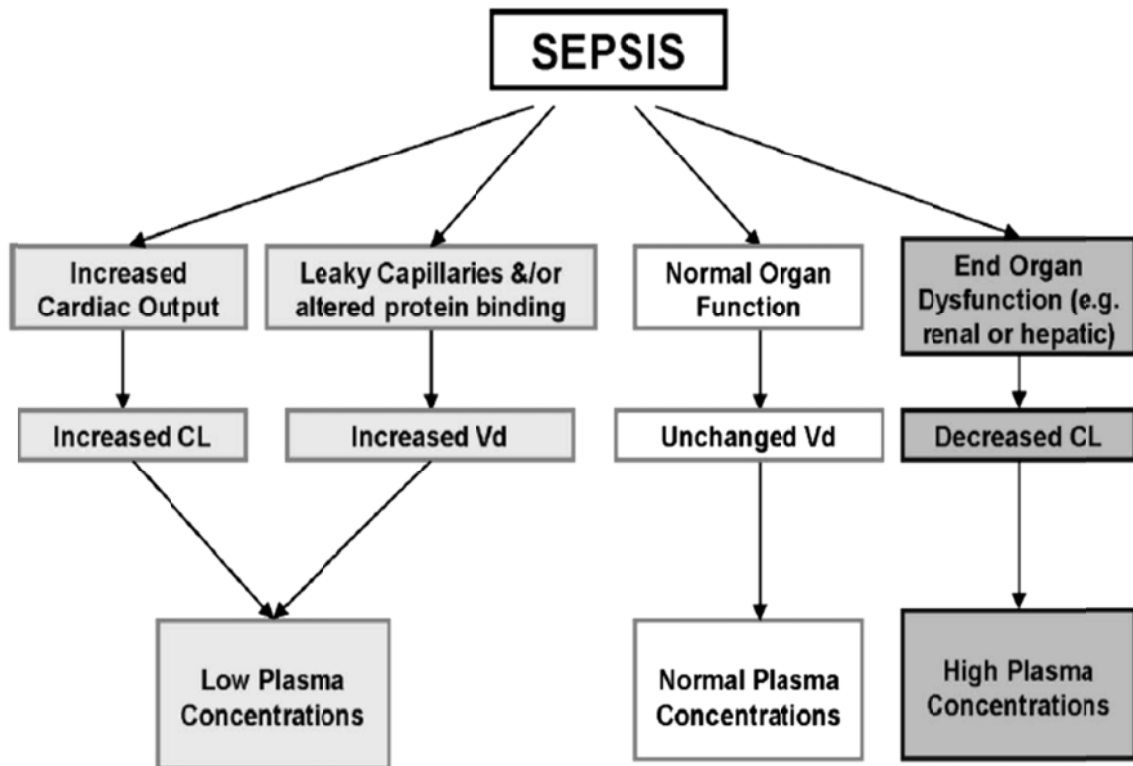 SEPSIS
Increased
Cardiac Output
Leaky Capillaries &/or
altered protein binding
Normal Organ
Function
End Organ
Dysfunction (e.g.
renal or hepatic)
Increased CL
Increased Vd
Unchanged Vd
Decreased CL
Low Plasma
Concentrations
Normal Plasma
Concentrations
High Plasma
Concentrations